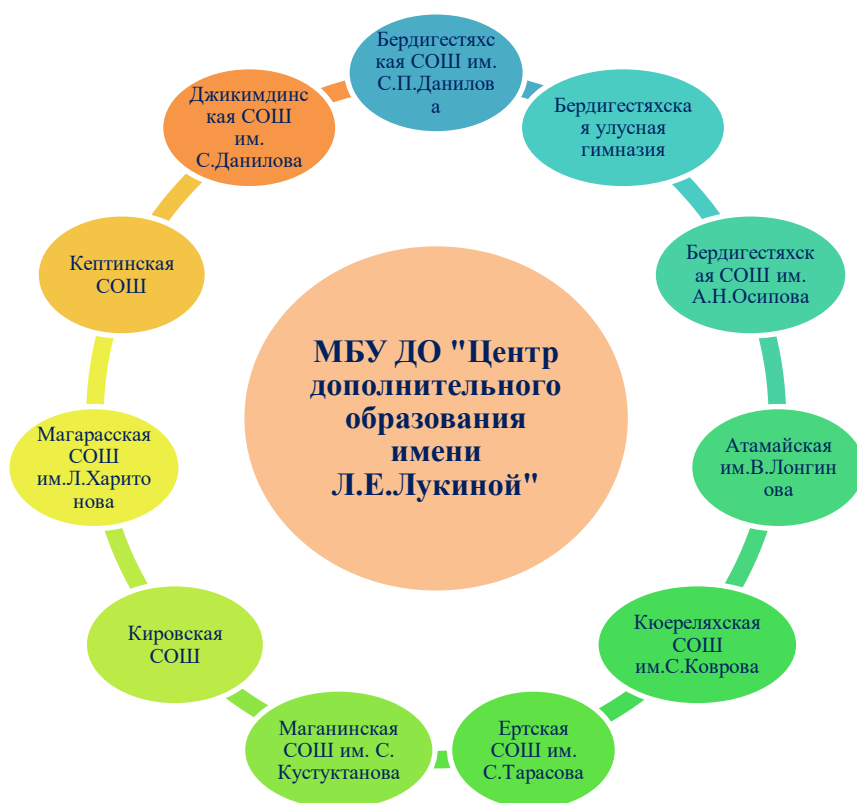 Бердигестяхс
кая СОШ им.
С.П.Данилов
а
Бердигестяхска
я улусная
гимназия
Бердигестяхск
ая СОШ им.
А.Н.Осипова
Атамайская
им.В.Лонгин
ова
Кюереляхская
СОШ
им.С.Коврова
Ертская
СОШ им.
С.Тарасова
Маганинская
СОШ им. С.
Кустуктанова
Кировская
СОШ
Магарасская
СОШ
им.Л.Харито
нова
Кептинская
СОШ
Джикимдинс
кая СОШ
им.
С.Данилова
МБУ ДО "Центр
дополнительного
образования
имени
Л.Е.Лукиной"